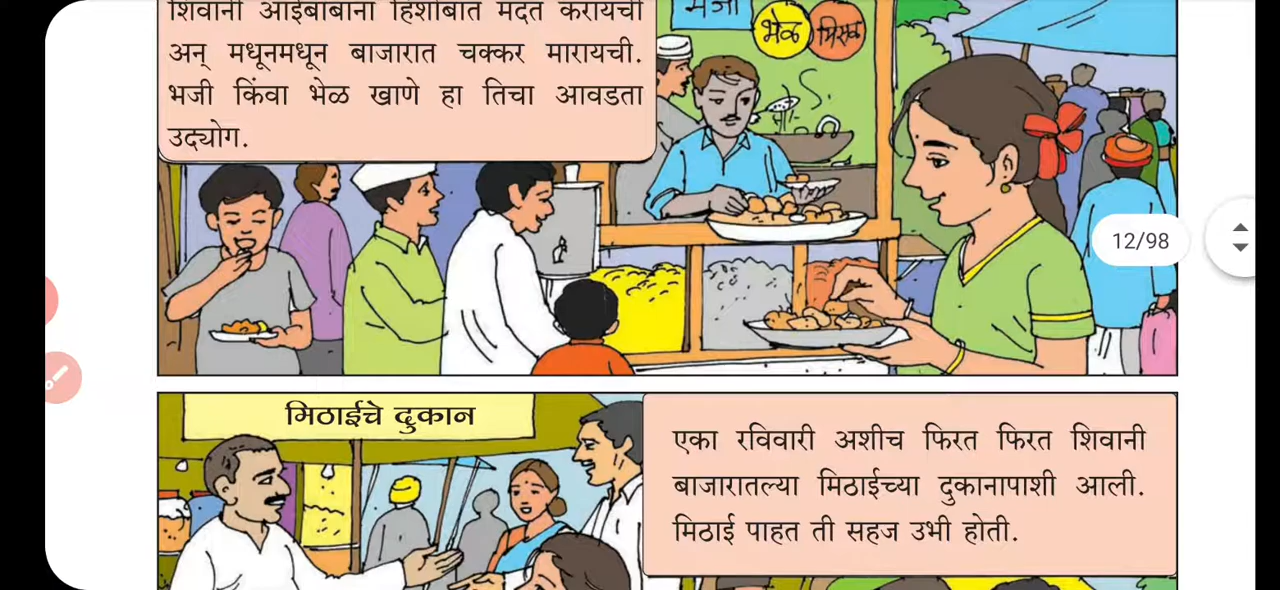 शिवानी आईबाबांना हिशोबात मदत करायची
अन् मधूनमधून बाजारात चक्कर मारायची.
भजी किंवा भेळ खाणे हा तिचा आवडता
उद्योग.
भेळ
मिसळ
12/98
मिठाईचे दुकान
एका रविवारी अशीच फिरत फिरत शिवानी
बाजारातल्या मिठाईच्या दुकानापाशी आली.
मिठाई पाहत ती सहज उभी होती.